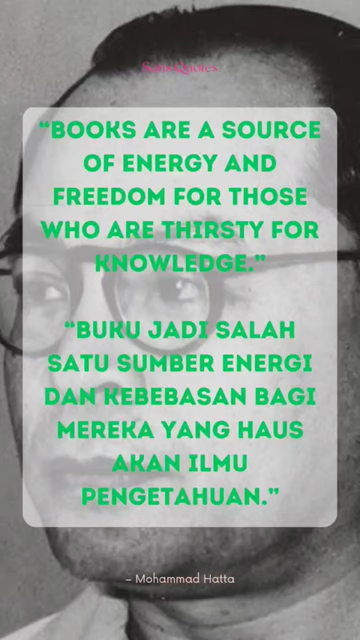 “BOOKS ARE A SOURCE
OF ENERGY AND
FREEDOM FOR THOSE
WHO ARE THIRSTY FOR
KNOWLEDGE.”
“BUKU JADI SALAH
SATU SUMBER ENERGI
DAN KEBEBASAN BAGI
MEREKA YANG HAUS
AKAN ILMU
PENGETAHUAN.”
– Mohammad Hatta